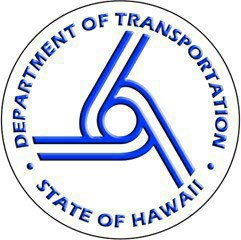 DEPARTMENT OF TRANSPORTATION
STATE OF HAWAII